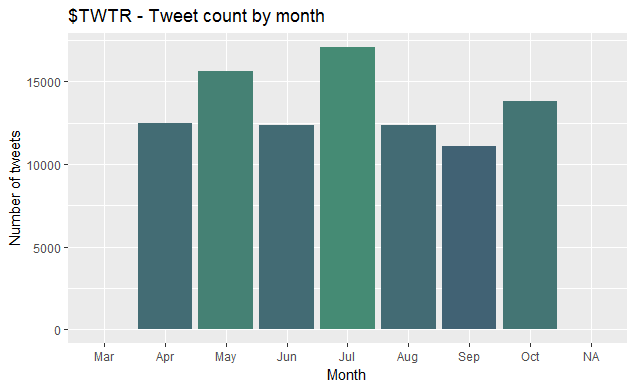 $TWTR - Tweet count by month
Number of tweets
15000
10000
5000
0
Mar Apr May Jun Jul Aug Sep Oct NA
Month